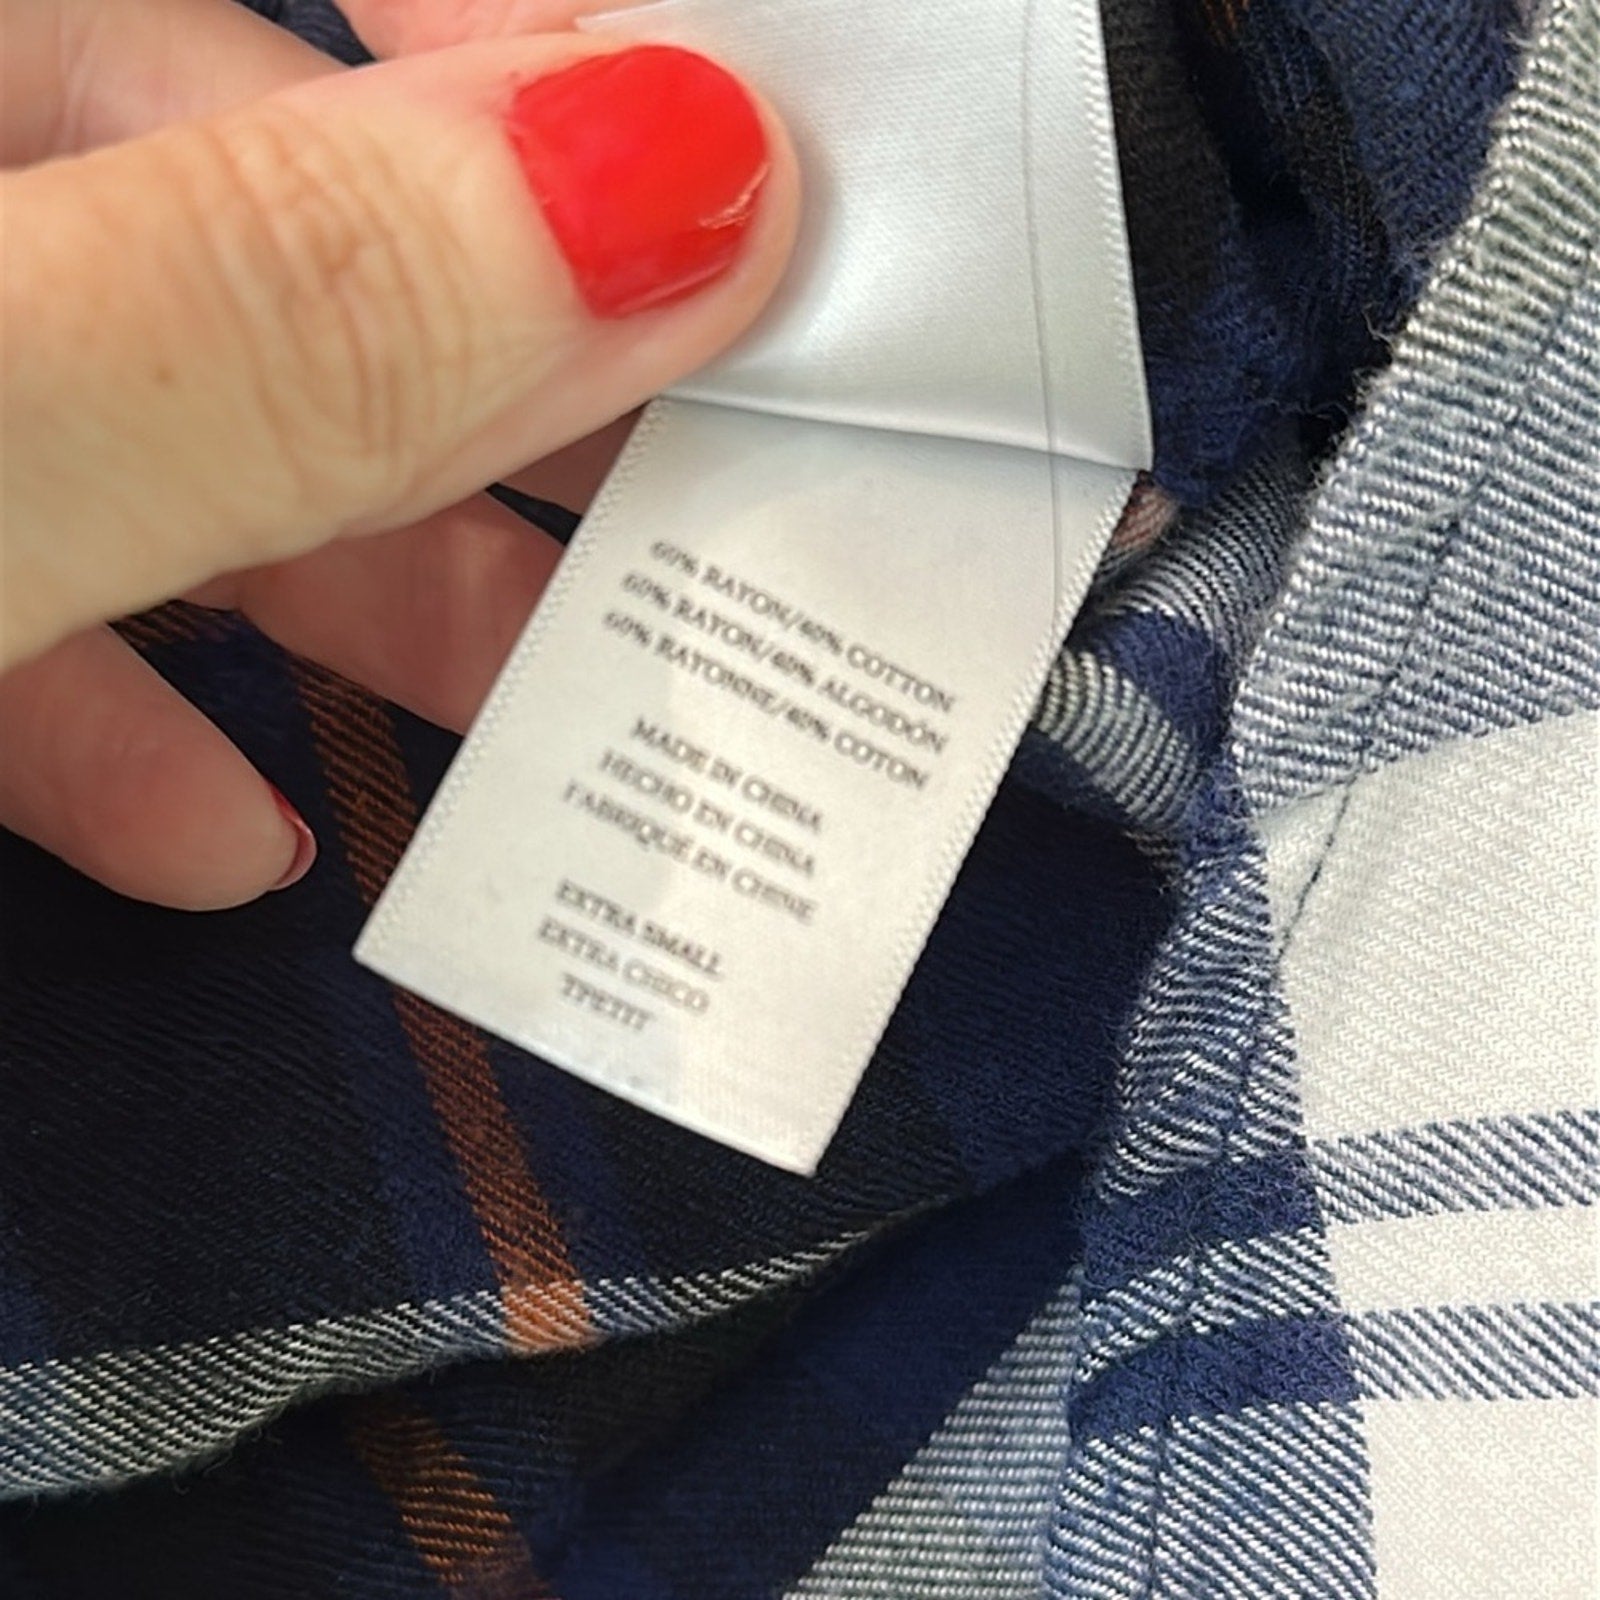 60% RAYON/40% COTTON
60% RAYON/40% ALGODÓN
60% RAYONNE/40% COTON
MADE IN CHINA
HECHO EN CHINA
FABRIQUÉ EN CHINE
EXTRA SMALL
EXTRA CHICO
TPETIT